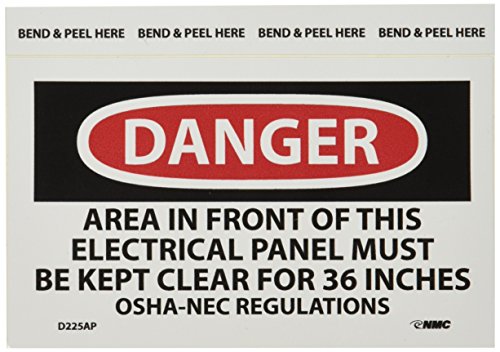 BEND & PEEL HERE BEND & PEEL HERE BEND & PEEL HERE BEND & PEEL HERE
DANGER
AREA IN FRONT OF THIS
ELECTRICAL PANEL MUST
BE KEPT CLEAR FOR 36 INCHES
OSHA-NEC REGULATIONS
D225AP NMC